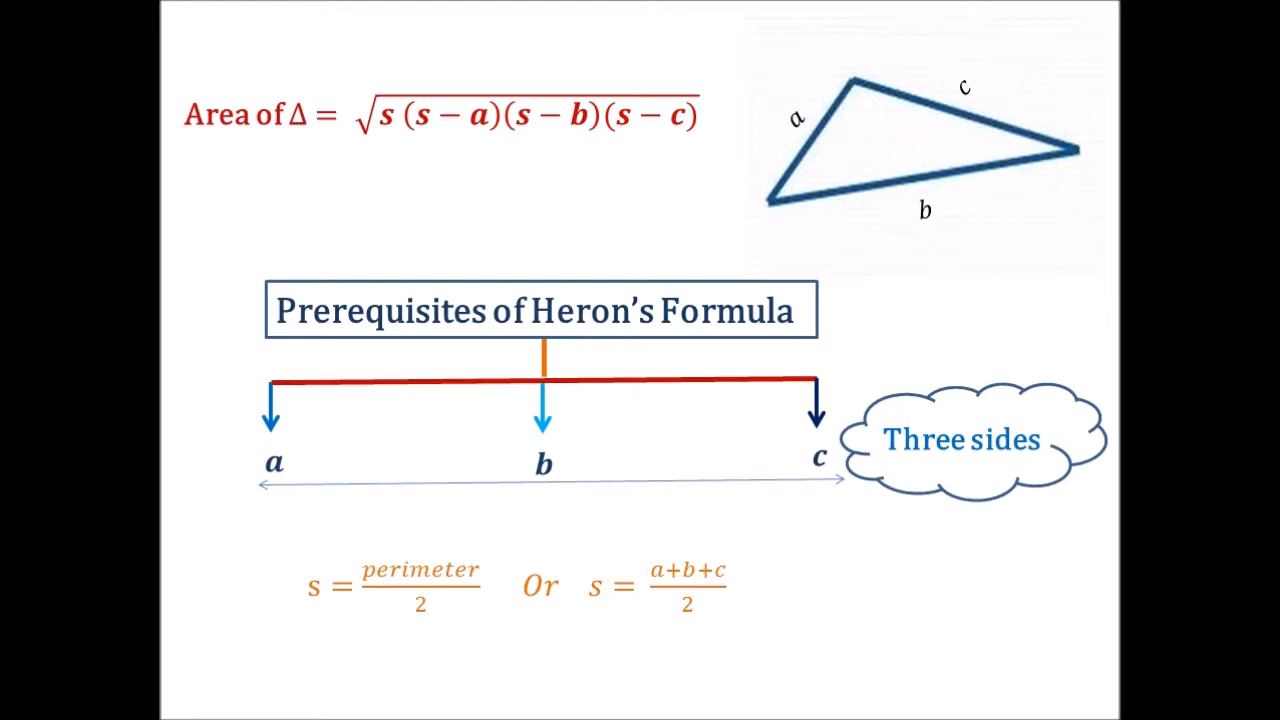 Area of Δ = √s (s − a)(s − b)(s − c)
c
a
b
Prerequisites of Heron’s Formula
a
b
c
Three sides
s = perimeter/2 Or s = a+b+c/2